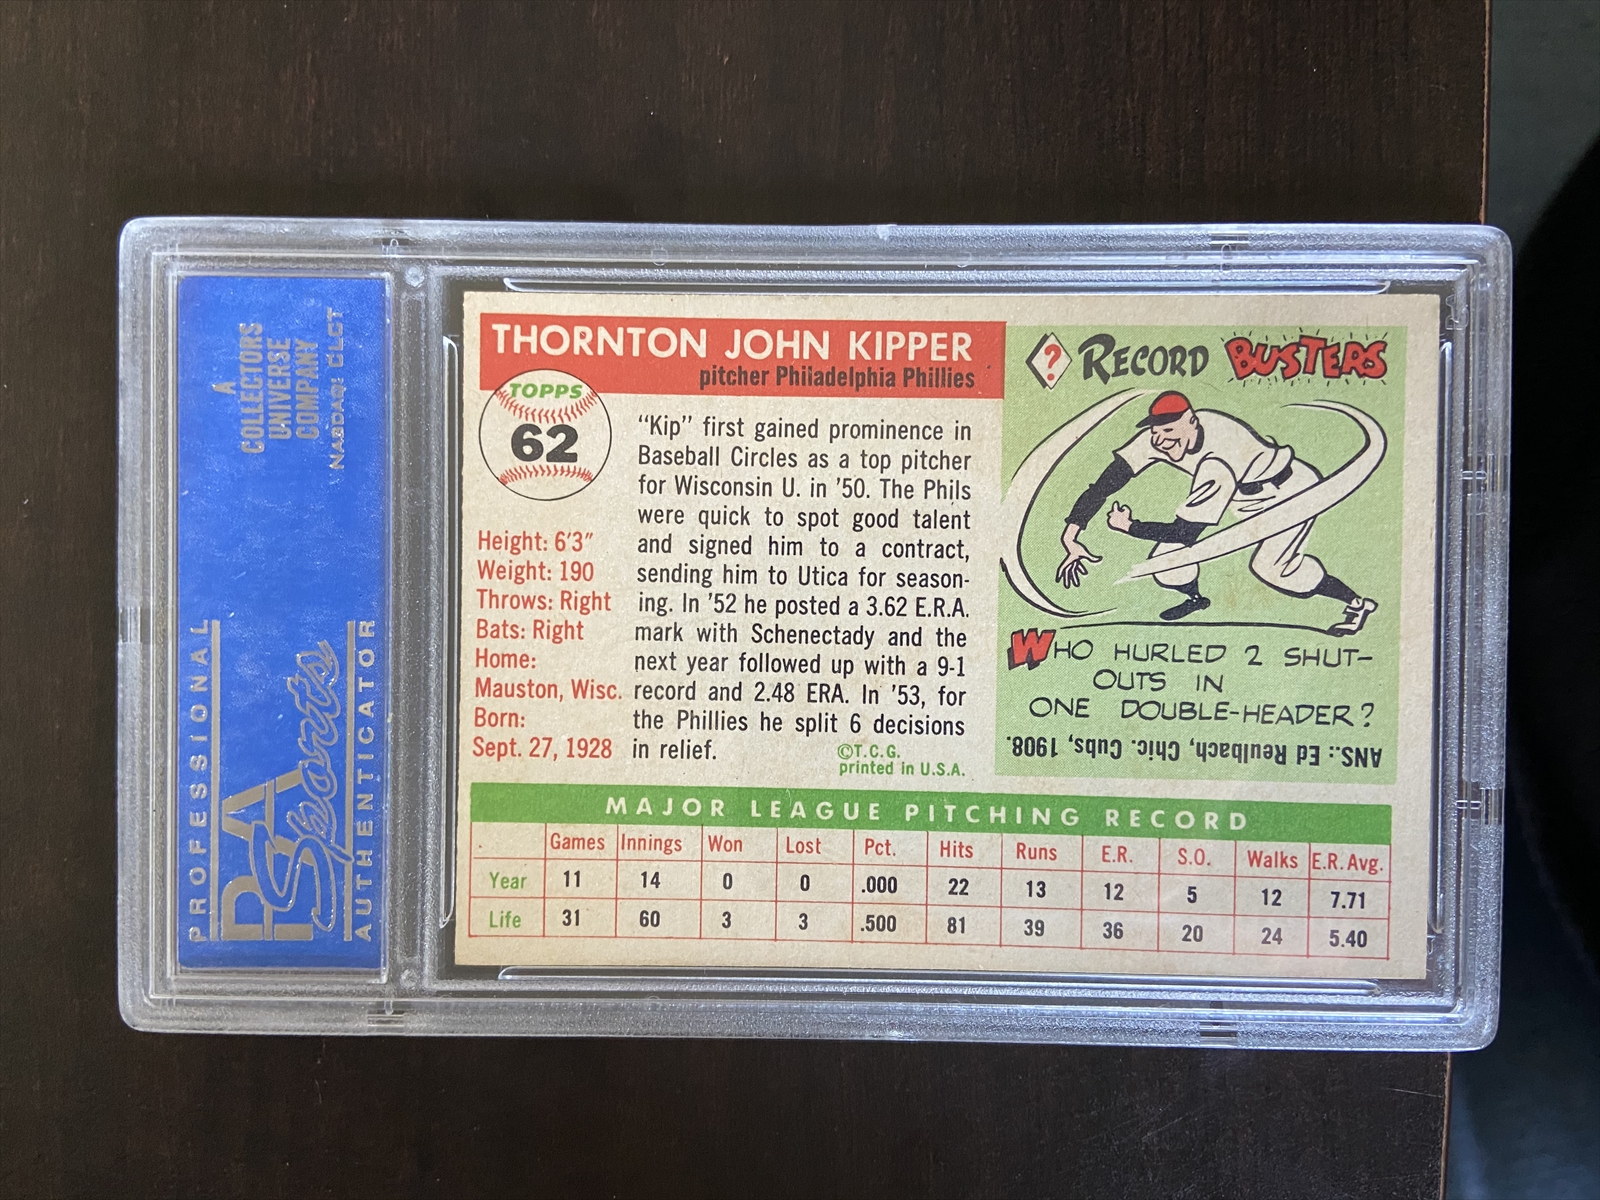 A
COLLECTORS
UNIVERSE
COMPANY
NASDAQ: CLCT
PROFESSIONAL
PSA
Sports
AUTHENTICATOR
THORNTON JOHN KIPPER
pitcher Philadelphia Phillies
TOPPS
62
Height: 6'3"
Weight: 190
Throws: Right
Bats: Right
Home:
Mauston, Wisc.
Born:
Sept. 27, 1928
"Kip" first gained prominence in
Baseball Circles as a top pitcher
for Wisconsin U. in '50. The Phils
were quick to spot good talent
and signed him to a contract,
sending him to Utica for season-
ing. In '52 he posted a 3.62 E.R.A.
mark with Schenectady and the
next year followed up with a 9-1
record and 2.48 ERA. In '53, for
the Phillies he split 6 decisions
in relief.
©T.C.G.
printed in U.S.A.
? RECORD BUSTERS
WHO HURLED 2 SHUT-
OUTS IN
ONE DOUBLE-HEADER?
ANS.: Ed Reulbach, Chic. Cubs, 1908.
MAJOR LEAGUE PITCHING RECORD
Games Innings Won Lost Pct. Hits Runs E.R. S.O. Walks E.R. Avg.
Year 11 14 0 0 .000 22 13 12 5 12 7.71
Life 31 60 3 3 .500 81 39 36 20 24 5.40